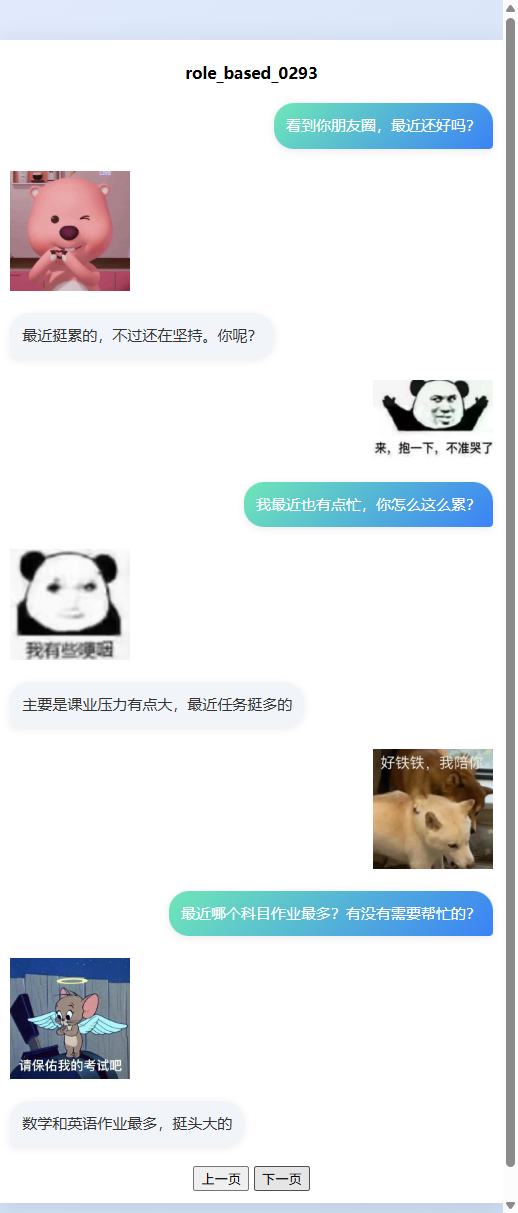 role_based_0293
看到你朋友圈，最近还好吗？
最近挺累的，不过还在坚持。你呢？
来，抱一下，不准哭了
我最近也有点忙，你怎么这么累？
我有些哽咽
主要是课业压力有点大，最近任务挺多的
好铁铁，我陪你
最近哪个科目作业最多？有没有需要帮忙的？
请保佑我的考试吧
数学和英语作业最多，挺头大的
上一页 下一页